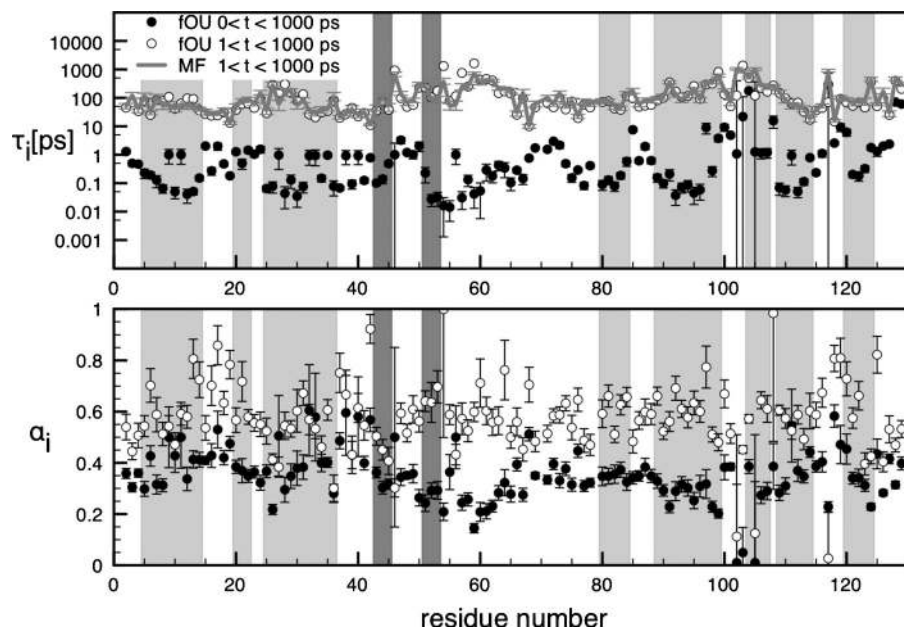 fOU 0< t < 1000 ps
fOU 1< t < 1000 ps
MF 1< t < 1000 ps
10000
1000
100
10
1
0.1
0.01
0.001
τi[ps]
0 20 40 60 80 100 120
1
0.8
0.6
0.4
0.2
0
αi
0 20 40 60 80 100 120
residue number